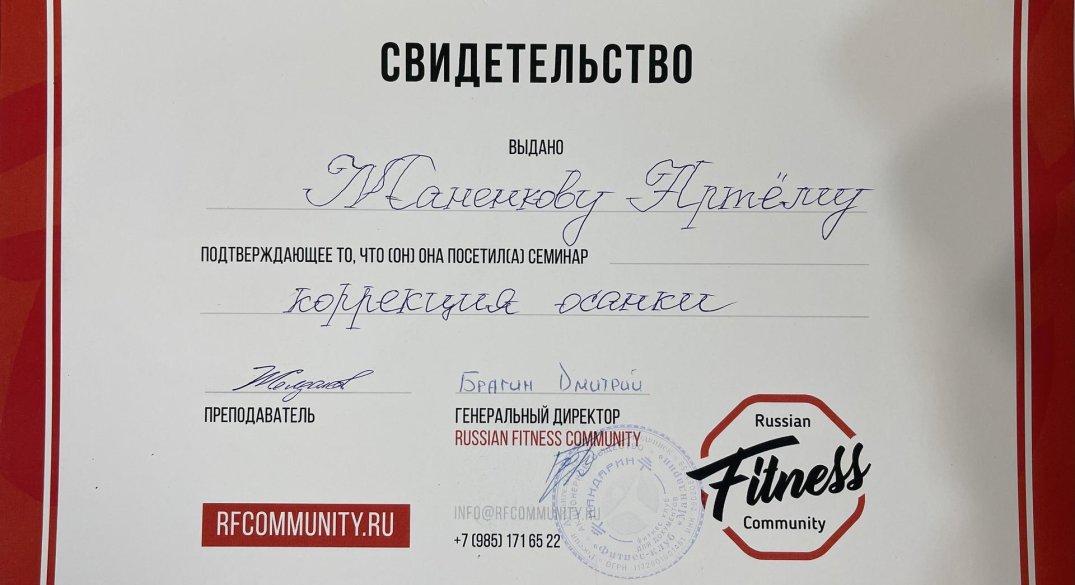 СВИДЕТЕЛЬСТВО
ВЫДАНО
Жаненкову Артёму
ПОДТВЕРЖДАЮЩЕЕ ТО, ЧТО (ОН) ОНА ПОСЕТИЛ(А) СЕМИНАР
коррекция осанки
БРАГИН ДМИТРИЙ
ПРЕПОДАВАТЕЛЬ
ГЕНЕРАЛЬНЫЙ ДИРЕКТОР
RUSSIAN FITNESS COMMUNITY
RFCOMMUNITY.RU
INFO@RFCOMMUNITY.RU
+7 (985) 171 65 22
МАНДАРИН
Russian
Fitness
Community